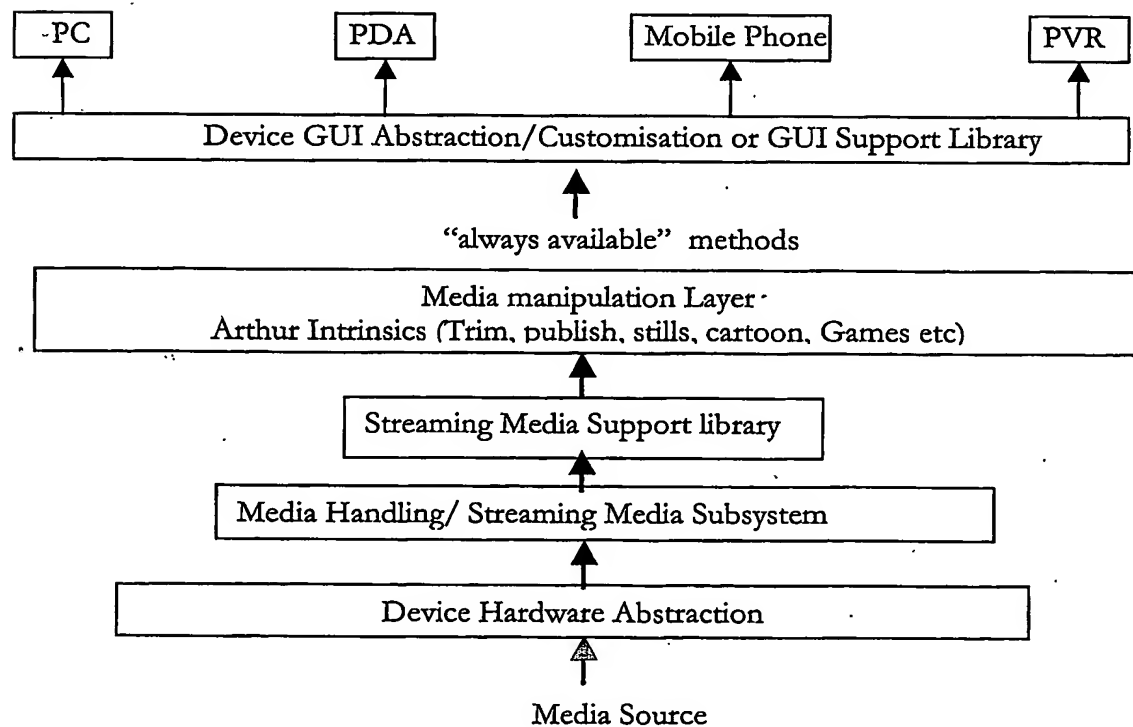 -PC
PDA
Mobile Phone
PVR
Device GUI Abstraction/Customisation or GUI Support Library
“always available” methods
Media manipulation Layer
Arthur Intrinsics (Trim, publish, stills, cartoon, Games etc)
Streaming Media Support library
Media Handling/ Streaming Media Subsystem
Device Hardware Abstraction
Media Source